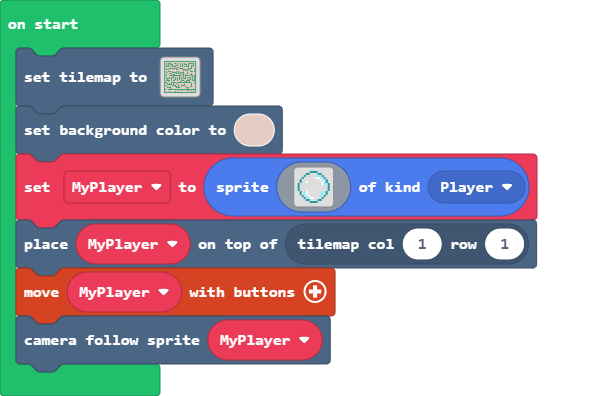 on start
set tilemap to
set background color to
set MyPlayer to sprite of kind Player
place MyPlayer on top of tilemap col 1 row 1
move MyPlayer with buttons
camera follow sprite MyPlayer